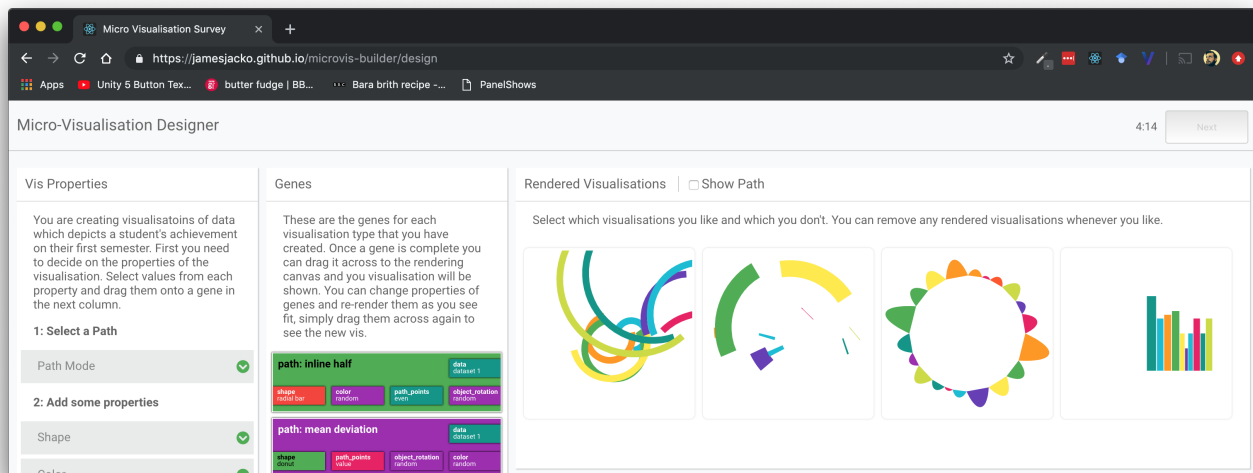 Micro Visualisation Survey
https://jamesjacko.github.io/microvis-builder/design
Apps
Unity 5 Button Tex...
butter fudge | BB...
Bara brith recipe -...
PanelShows
Micro-Visualisation Designer
4:14
Next
Vis Properties
You are creating visualisatoins of data
which depicts a student's achievement
on their first semester. First you need
to decide on the properties of the
visualisation. Select values from each
property and drag them onto a gene in
the next column.
1: Select a Path
Path Mode
2: Add some properties
Shape
Color
Genes
These are the genes for each
visualisation type that you have
created. Once a gene is complete you
can drag it across to the rendering
canvas and you visualisation will be
shown. You can change properties of
genes and re-render them as you see
fit, simply drag them across again to
see the new vis.
path: inline half
data
dataset 1
shape
radial bar
color
random
path_points
even
object_rotation
random
path: mean deviation
data
dataset 1
shape
donut
path_points
value
object_rotation
random
color
random
Rendered Visualisations
Show Path
Select which visualisations you like and which you don't. You can remove any rendered visualisations whenever you like.